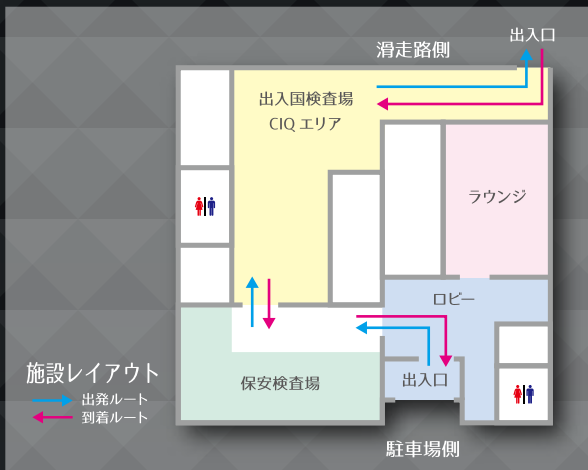 出入口
滑走路側
出入国検査場
CIQ エリア
ラウンジ
ロビー
保安検査場
出入口
駐車場側
施設レイアウト
出発ルート
到着ルート